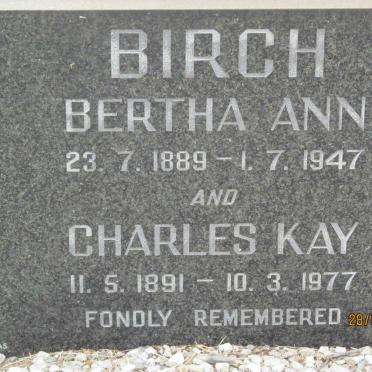 BIRCH
BERTHA ANN
23. 7. 1889 – 1. 7. 1947
AND
CHARLES KAY
11. 5. 1891 – 10. 3. 1977
FONDLY REMEMBERED